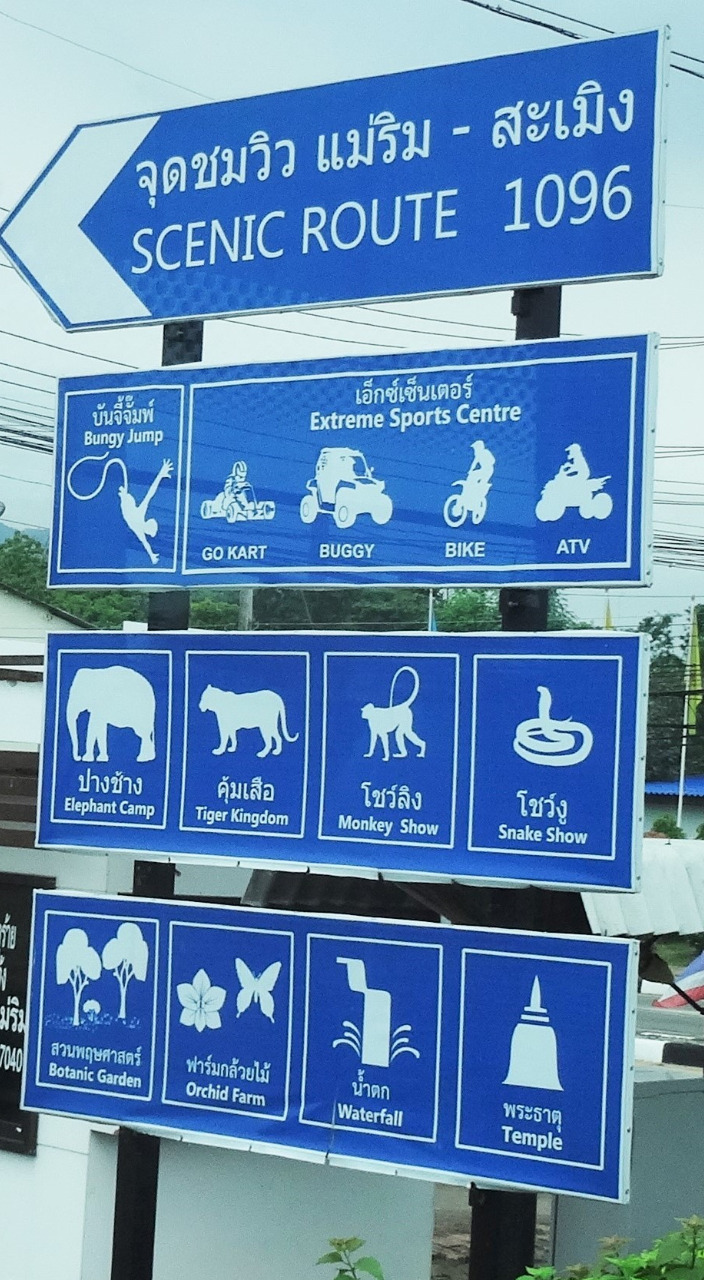 จุดชมวิว แม่ริม - สะเมิง
SCENIC ROUTE 1096
บันจี้จั๊มพ์
Bungy Jump
เอ็กซ์เซ็นเตอร์
Extreme Sports Centre
GO KART
BUGGY
BIKE
ATV
ปางช้าง
Elephant Camp
คุ้มเสือ
Tiger Kingdom
โชว์ลิง
Monkey Show
โชว์งู
Snake Show
สวนพฤษศาสตร์
Botanic Garden
ฟาร์มกล้วยไม้
Orchid Farm
น้ำตก
Waterfall
พระธาตุ
Temple
7040